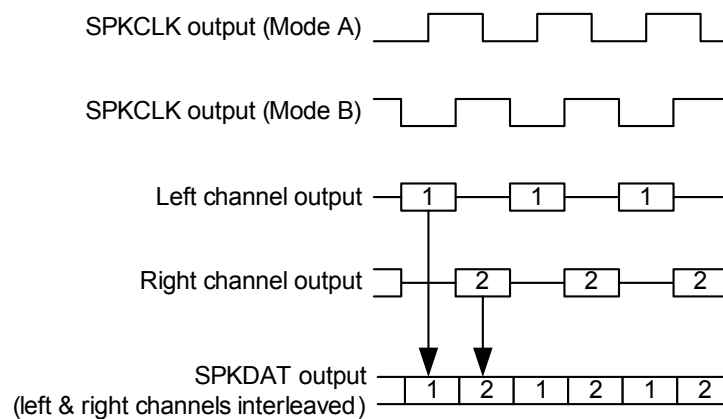 SPKCLK output (Mode A)
SPKCLK output (Mode B)
Left channel output
1 1 1
Right channel output
2 2 2
SPKDAT output
(left & right channels interleaved)
1 2 1 2 1 2